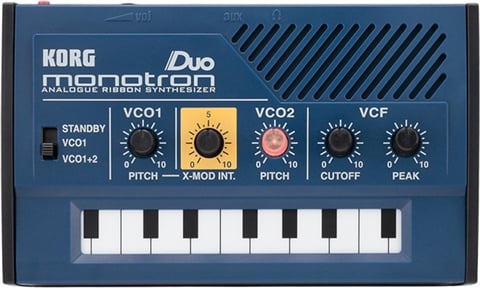 vol aux
KORG Duo
monotron
ANALOGUE RIBBON SYNTHESIZER
VCO1 5 VCO2 VCF
STANDBY
VCO1
VCO1+2
0 10 0 10 0 10 0 10 0 10
PITCH X-MOD INT. PITCH CUTOFF PEAK